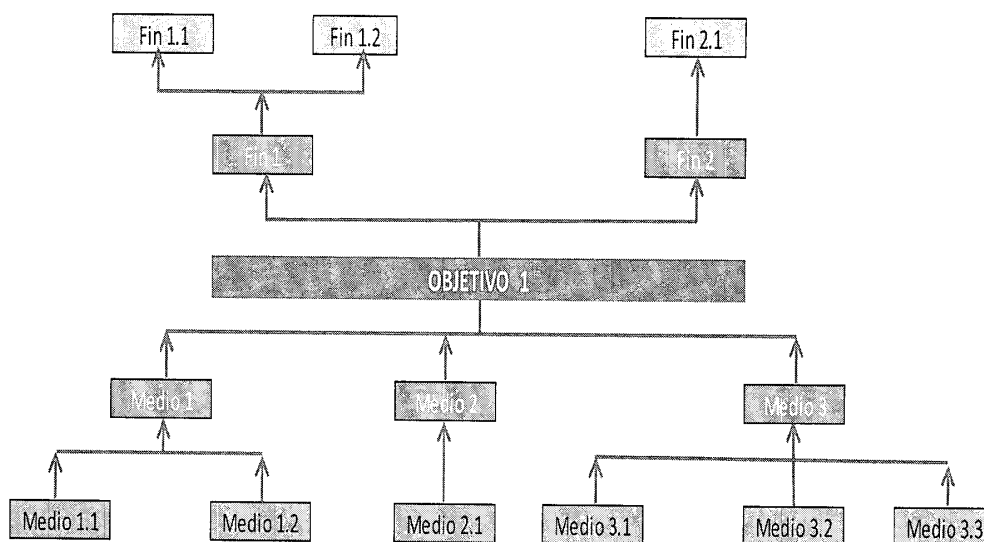 Fin 1.1
Fin 1.2
Fin 2.1
Fin 1
Fin 2
OBJETIVO 1
Medio 1
Medio 2
Medio 3
Medio 1.1
Medio 1.2
Medio 2.1
Medio 3.1
Medio 3.2
Medio 3.3